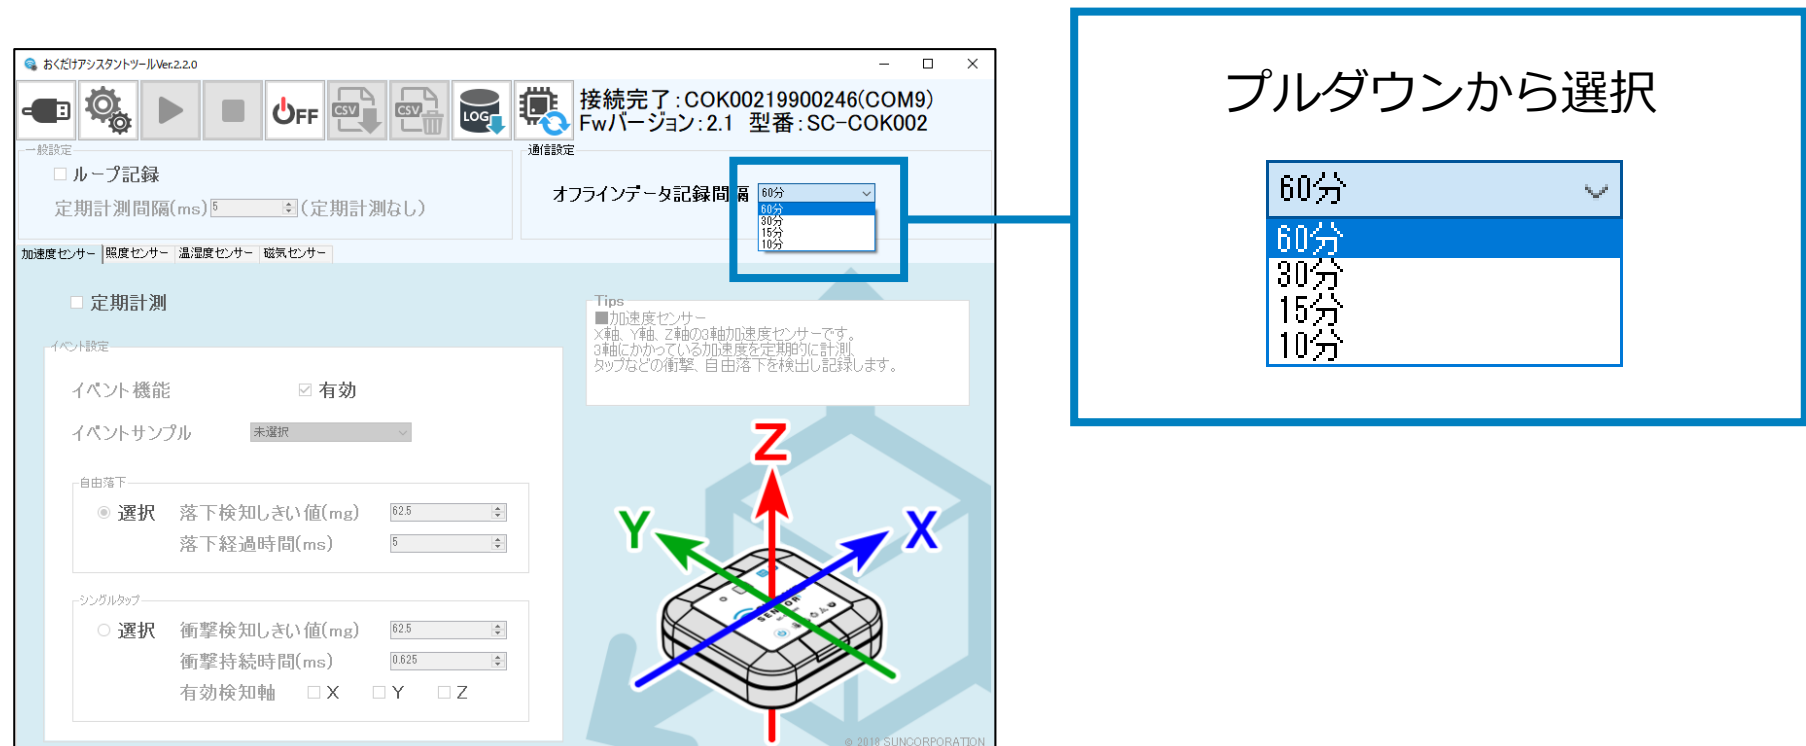 おくだけアシスタントツールVer.2.2.0
OFF
CSV
CSV
LOG
接続完了:COK00219900246(COM9)
Fwバージョン:2.1 型番:SC-COK002
一般設定
ループ記録
定期計測間隔(ms) 5 (定期計測なし)
通信設定
オフラインデータ記録間隔 60分
60分
30分
15分
10分
加速度センサー 照度センサー 温湿度センサー 磁気センサー
定期計測
イベント設定
イベント機能 有効
イベントサンプル 未選択
自由落下
選択 落下検知しきい値(mg) 62.5
落下経過時間(ms) 5
シングルタップ
選択 衝撃検知しきい値(mg) 62.5
衝撃持続時間(ms) 0.625
有効検知軸 X Y Z
Tips
■加速度センサー
X軸、Y軸、Z軸の3軸加速度センサーです。
3軸にかかっている加速度を定期的に計測、
タップなどの衝撃、自由落下を検出し記録します。
Z
Y
X
© 2018 SUNCORPORATION
プルダウンから選択
60分
60分
30分
15分
10分